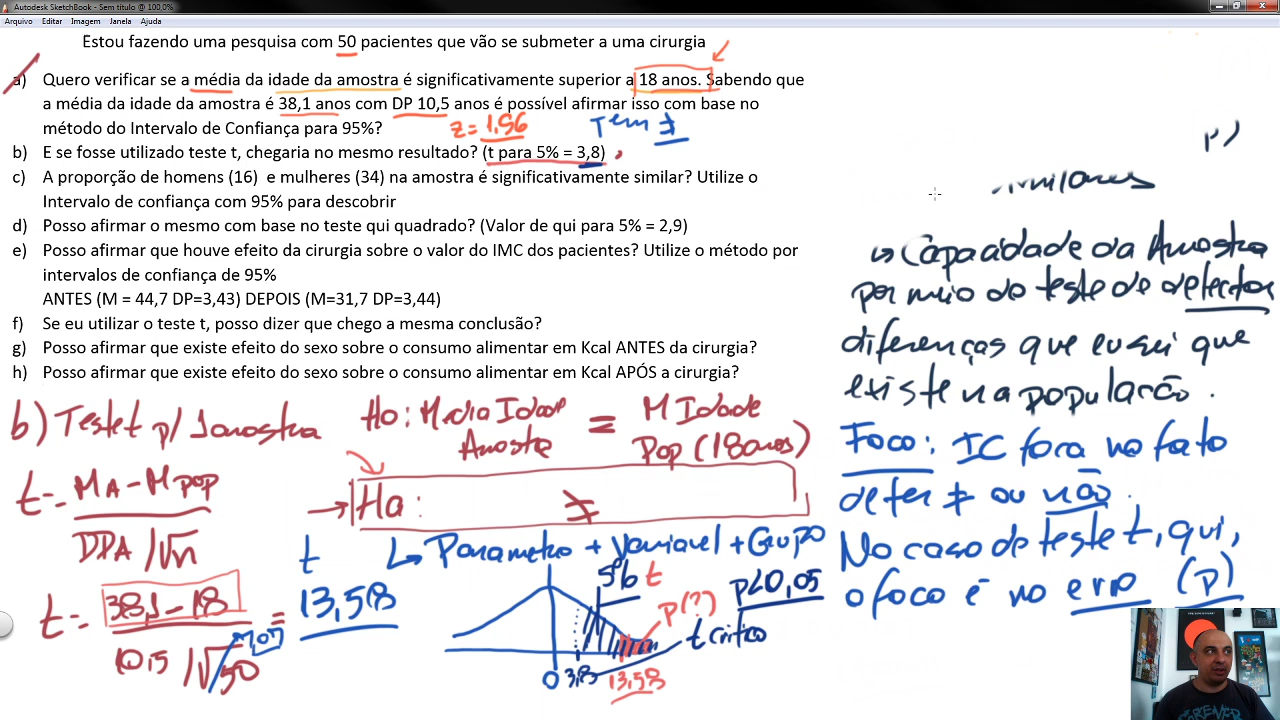 Autodesk SketchBook - Sem título @ 100,0%
Arquivo Editar Imagem Janela Ajuda
Estou fazendo uma pesquisa com 50 pacientes que vão se submeter a uma cirurgia
a) Quero verificar se a média da idade da amostra é significativamente superior a 18 anos. Sabendo que
a média da idade da amostra é 38,1 anos com DP 10,5 anos é possível afirmar isso com base no
método do Intervalo de Confiança para 95%?
z = 1.96
Tem ≠
b) E se fosse utilizado teste t, chegaria no mesmo resultado? (t para 5% = 3,8)
c) A proporção de homens (16) e mulheres (34) na amostra é significativamente similar? Utilize o
Intervalo de confiança com 95% para descobrir
d) Posso afirmar o mesmo com base no teste qui quadrado? (Valor de qui para 5% = 2,9)
e) Posso afirmar que houve efeito da cirurgia sobre o valor do IMC dos pacientes? Utilize o método por
intervalos de confiança de 95%
ANTES (M = 44,7 DP=3,43) DEPOIS (M=31,7 DP=3,44)
f) Se eu utilizar o teste t, posso dizer que chego a mesma conclusão?
g) Posso afirmar que existe efeito do sexo sobre o consumo alimentar em Kcal ANTES da cirurgia?
h) Posso afirmar que existe efeito do sexo sobre o consumo alimentar em Kcal APÓS a cirurgia?
b) Teste t p/ 1 amostra
Ho: Média Idade Amostra = M Idade Pop (18 anos)
t = MA - M pop
DPA / √n
→ Ha: ≠
↳ Parametro + Variavel + Grupo
t = 38,1 - 18 =
10,5 / √50
7,07
t
13,58
5%
t
p(?)
p<0,05
t critico
0 3,8 13,58
p)
↳ Capacidade da Amostra
por meio do teste de detectar
diferenças que eu sei que
existe na população.
Foco: IC foca no fato
de ter ≠ ou não.
No caso de teste t, qui,
o foco é no erro (p)